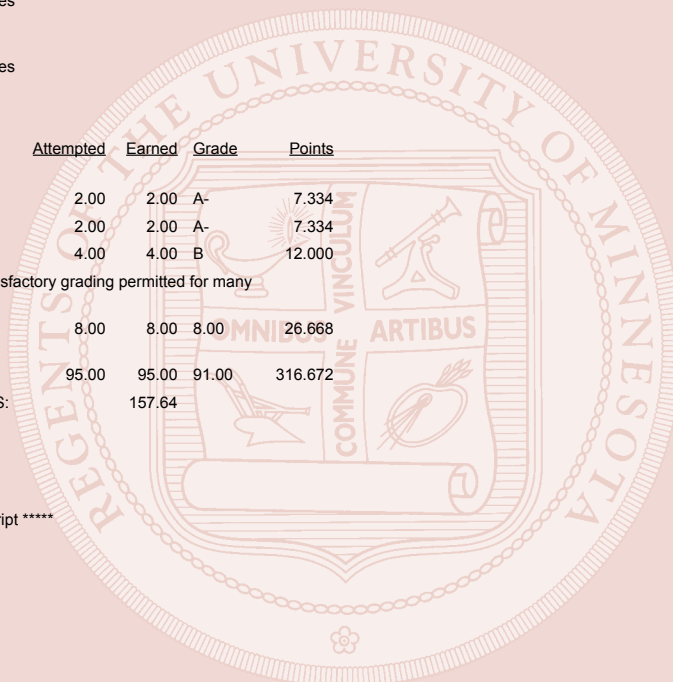 es
es
Attempted Earned Grade Points
2.00 2.00 A- 7.334
2.00 2.00 A- 7.334
4.00 4.00 B 12.000
sfactory grading permitted for many
8.00 8.00 8.00 26.668
95.00 95.00 91.00 316.672
S: 157.64
ript *****
REGENTS OF THE UNIVERSITY OF MINNESOTA
OMNIBUS ARTIBUS
COMMUNE VINCULUM